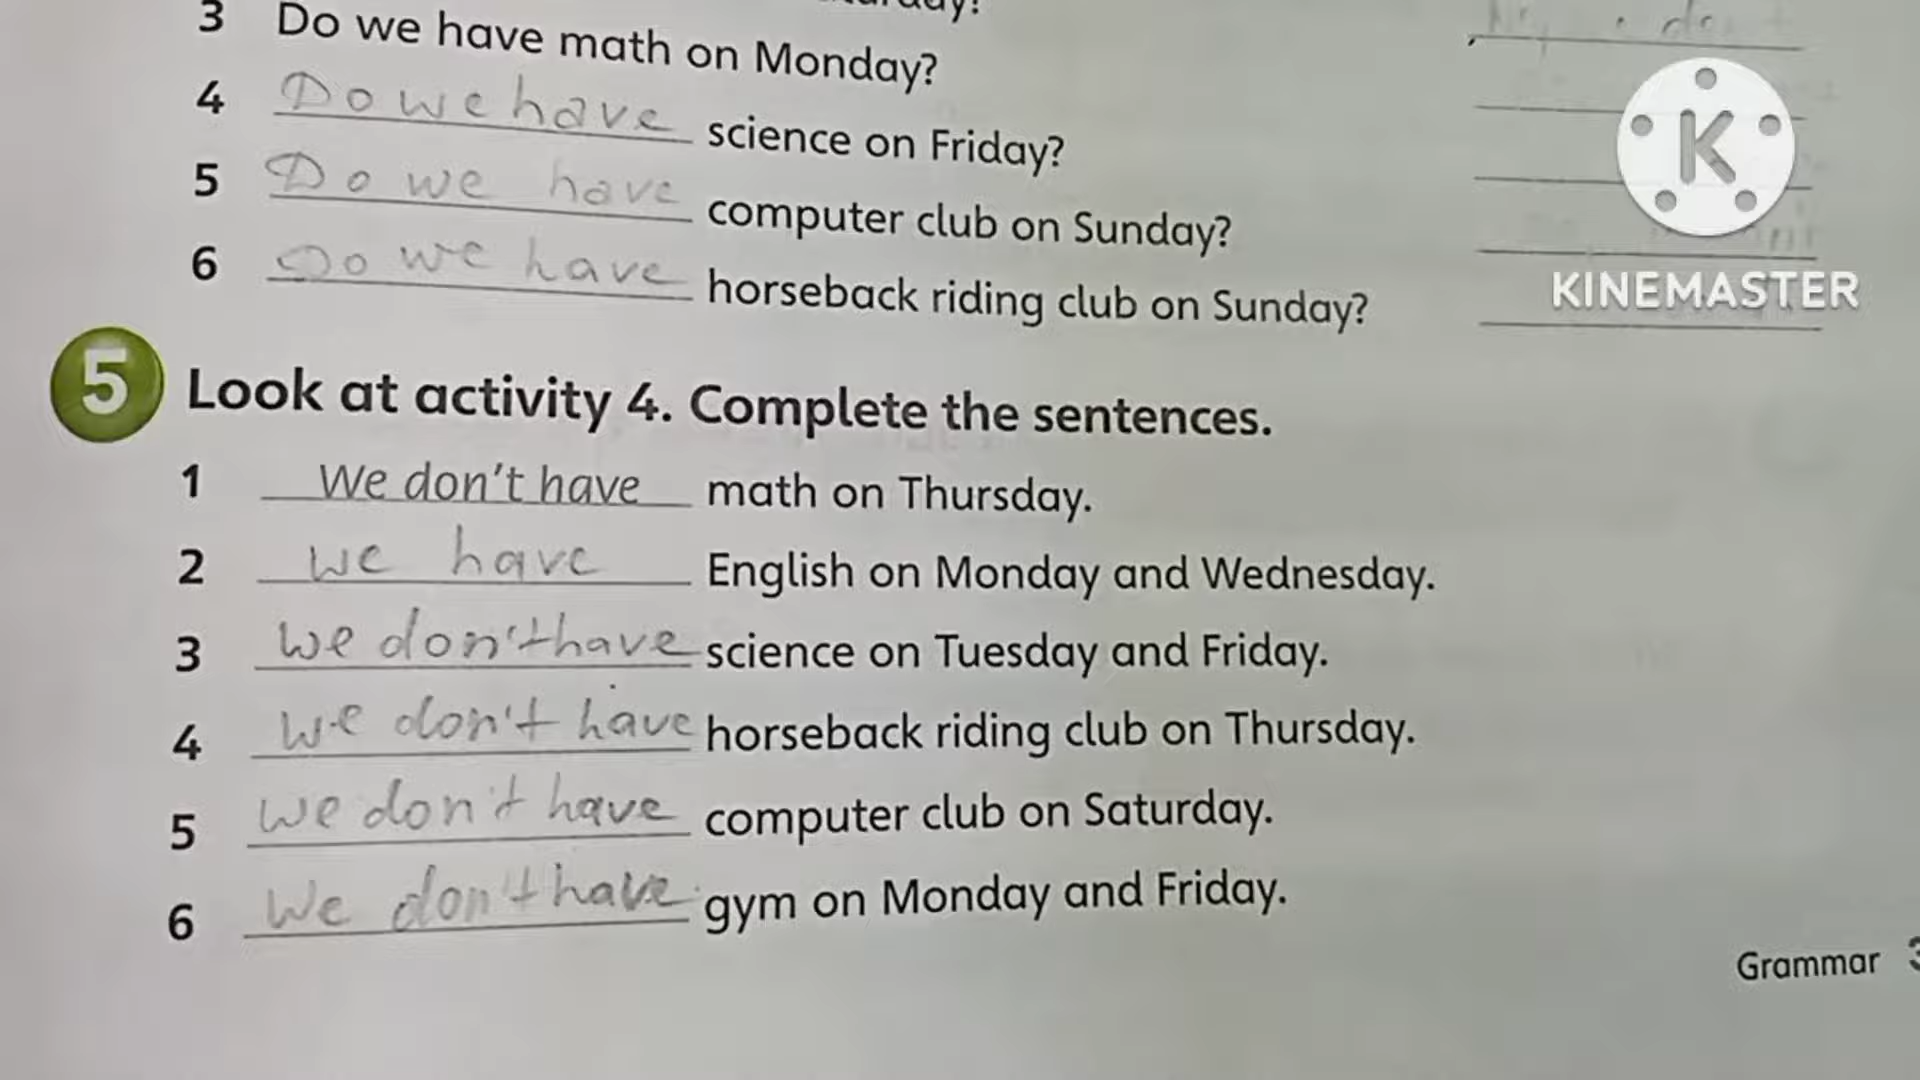 3 Do we have math on Monday?
4 Do we have science on Friday?
5 Do we have computer club on Sunday?
6 Do we have horseback riding club on Sunday?
K
KINEMASTER
5 Look at activity 4. Complete the sentences.
1 We don't have math on Thursday.
2 we have English on Monday and Wednesday.
3 we don't have science on Tuesday and Friday.
4 we don't have horseback riding club on Thursday.
5 we don't have computer club on Saturday.
6 We don't have gym on Monday and Friday.
Grammar